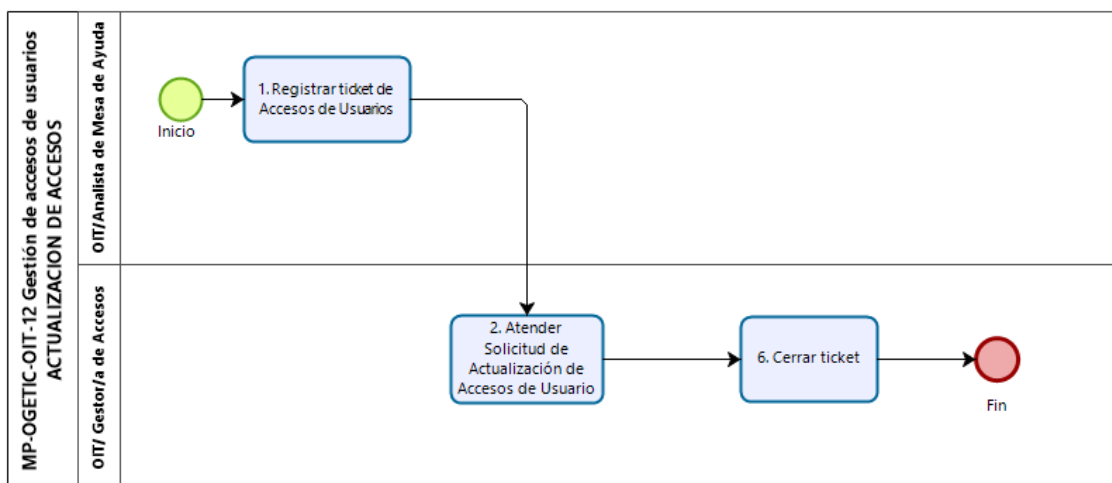 MP-OGETIC-OIT-12 Gestión de accesos de usuarios
ACTUALIZACION DE ACCESOS
OIT/Analista de Mesa de Ayuda
Inicio
1. Registrar ticket de
Accesos de Usuarios
OIT/ Gestor/a de Accesos
2. Atender
Solicitud de
Actualización de
Accesos de Usuario
6. Cerrar ticket
Fin